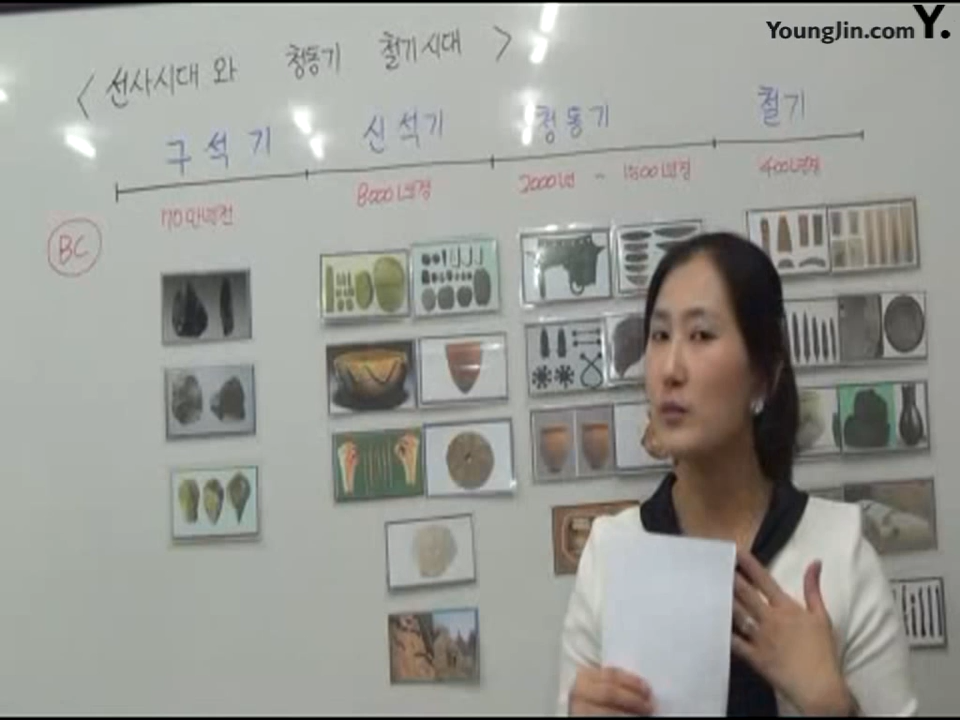 YoungJin.com Y.
< 선사시대 와 청동기 철기시대 >
구석기 신석기 청동기 철기
70만년전 8000년경 2000년 ~ 1500년경 400년경
BC